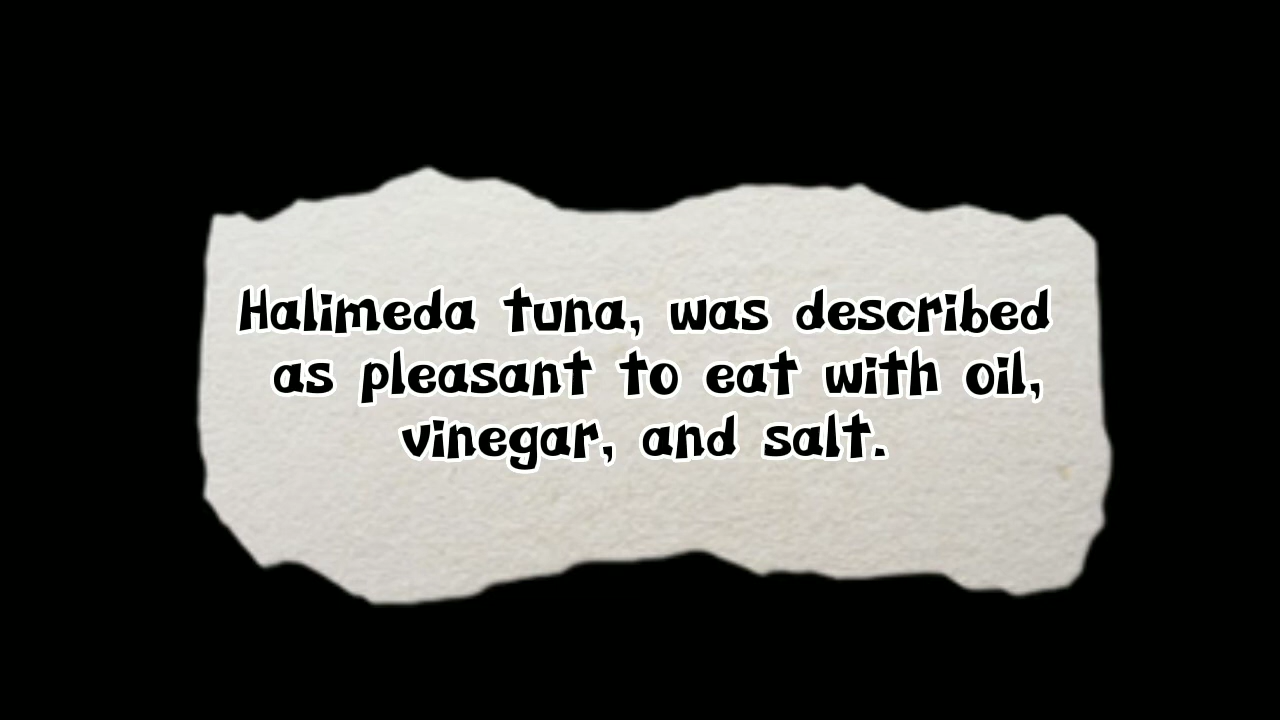 Halimeda tuna, was described
as pleasant to eat with oil,
vinegar, and salt.